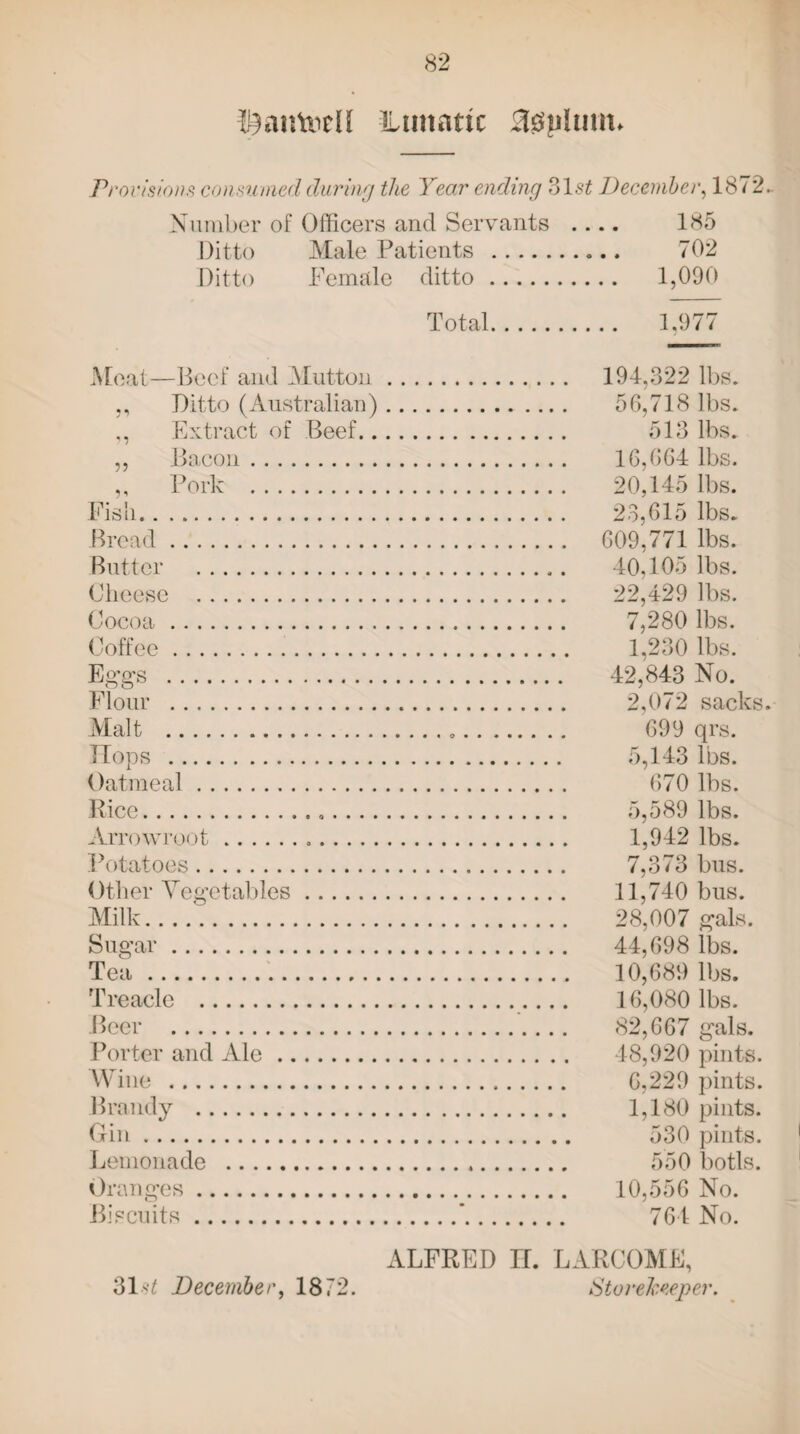 82
Hanwell Lunatic Asylum.
Provisions consumed during the Year ending 31st December, 1872.
Number of Officers and Servants .... 185
Ditto Male Patients .......... 702
Ditto Female ditto ........... 1,090
Total........... 1,977
Meat—Beef and Mutton ............... 194,322 lbs.
„ Ditto (Australian)............... 56,718 lbs.
„ Extract of Beef................. 513 lbs.
„ Bacon ......................... 16,664 lbs.
„ Pork ......................... 20,145 lbs.
Fish.................................. 23,615 lbs.
Bread ................................ 609,771 lbs.
Butter ............................... 40,105 lbs.
Cheese ............................... 22,429 lbs.
Cocoa ................................ 7,280 lbs.
Coffee ............................... 1,230 lbs.
Eggs ................................. 42,843 No.
Flour ................................ 2,072 sacks.
Malt ................................. 699 qrs.
Hops ................................. 5,143 lbs.
Oatmeal .............................. 670 lbs.
Rice.................................. 5,589 lbs.
Arrowroot ............................ 1,942 lbs.
Potatoes.............................. 7,373 bus.
Other Vegetables ..................... 11,740 bus.
Milk.................................. 28,007 gals.
Sugar ................................ 44,698 lbs.
Tea .................................. 10,689 lbs.
Treacle .............................. 16,080 lbs.
Beer ................................. 82,667 gals.
Porter and Ale ....................... 48,920 pints.
Wine ................................. 6,229 pints.
Brandy ............................... 1,180 pints.
Gin .................................. 530 pints.
Lemonade ............................. 550 botls.
Oranges .............................. 10,556 No.
Biscuits ............................. 764 No.
ALFRED H. LARCOME,
31st December, 1872. Storekeeper.